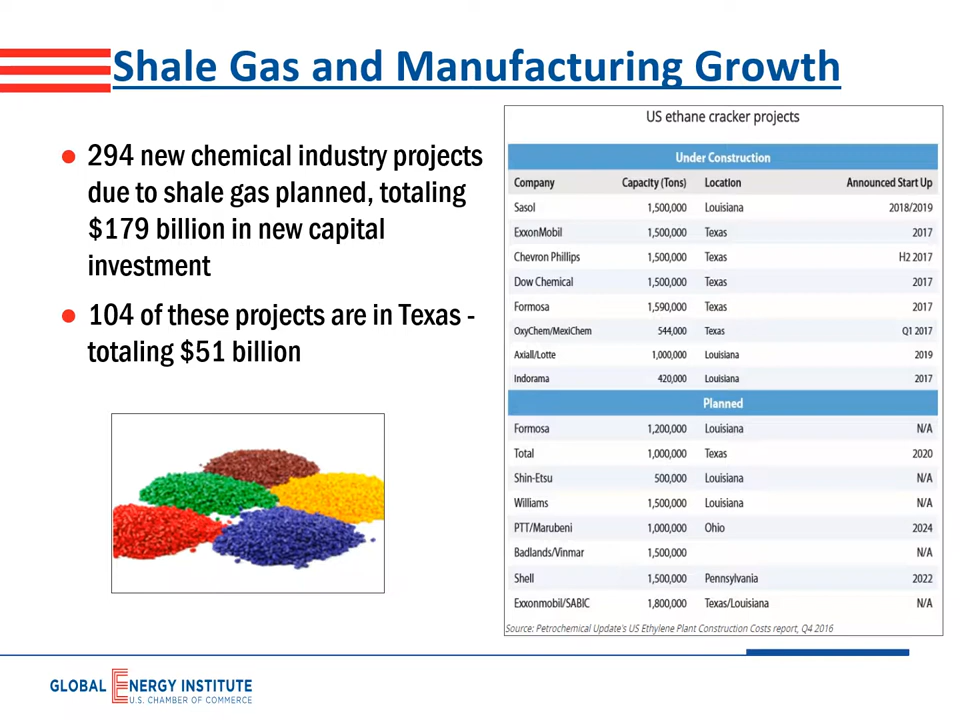 Shale Gas and Manufacturing Growth
● 294 new chemical industry projects
due to shale gas planned, totaling
$179 billion in new capital
investment
● 104 of these projects are in Texas -
totaling $51 billion
US ethane cracker projects
Under Construction
Company Capacity (Tons) Location Announced Start Up
Sasol 1,500,000 Louisiana 2018/2019
ExxonMobil 1,500,000 Texas 2017
Chevron Phillips 1,500,000 Texas H2 2017
Dow Chemical 1,500,000 Texas 2017
Formosa 1,590,000 Texas 2017
OxyChem/MexiChem 544,000 Texas Q1 2017
Axiall/Lotte 1,000,000 Louisiana 2019
Indorama 420,000 Louisiana 2017
Planned
Formosa 1,200,000 Louisiana N/A
Total 1,000,000 Texas 2020
Shin-Etsu 500,000 Louisiana N/A
Williams 1,500,000 Louisiana N/A
PTT/Marubeni 1,000,000 Ohio 2024
Badlands/Vinmar 1,500,000 N/A
Shell 1,500,000 Pennsylvania 2022
Exxonmobil/SABIC 1,800,000 Texas/Louisiana N/A
Source: Petrochemical Update's US Ethylene Plant Construction Costs report, Q4 2016
GLOBAL ENERGY INSTITUTE
U.S. CHAMBER OF COMMERCE